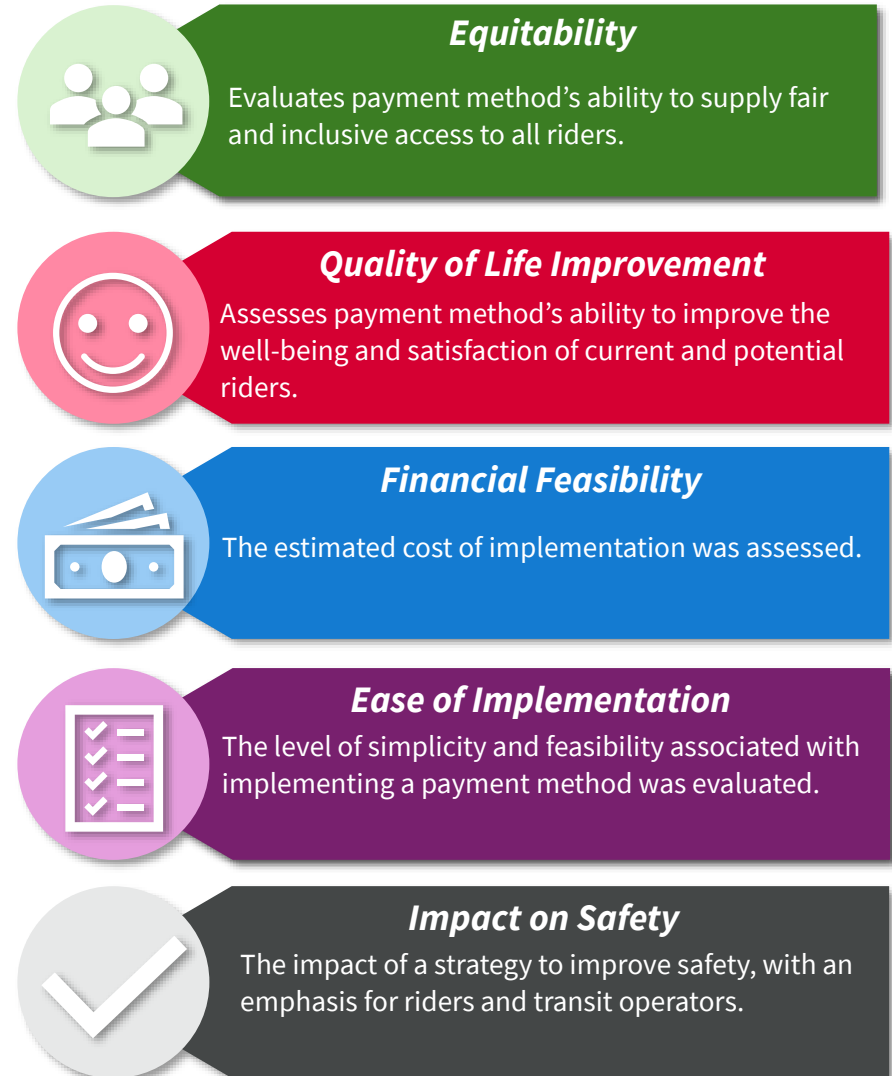 Equitability
Evaluates payment method’s ability to supply fair
and inclusive access to all riders.
Quality of Life Improvement
Assesses payment method’s ability to improve the
well-being and satisfaction of current and potential
riders.
Financial Feasibility
The estimated cost of implementation was assessed.
Ease of Implementation
The level of simplicity and feasibility associated with
implementing a payment method was evaluated.
Impact on Safety
The impact of a strategy to improve safety, with an
emphasis for riders and transit operators.